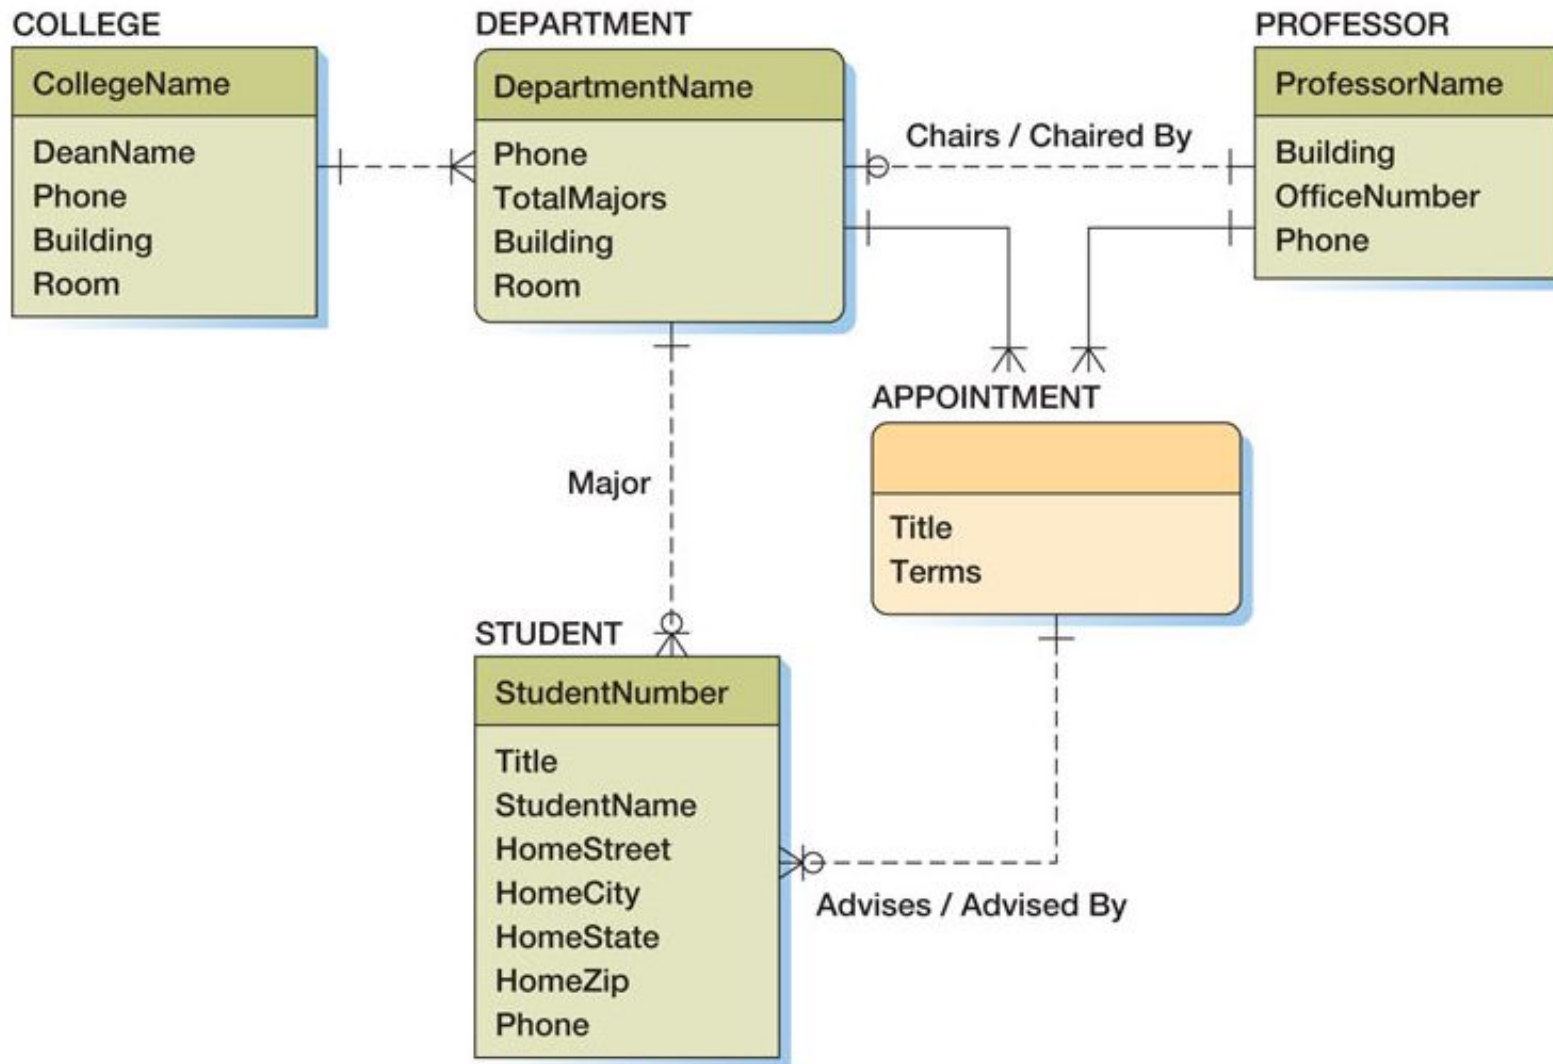 COLLEGE
CollegeName
DeanName
Phone
Building
Room
DEPARTMENT
DepartmentName
Phone
TotalMajors
Building
Room
Chairs / Chaired By
PROFESSOR
ProfessorName
Building
OfficeNumber
Phone
APPOINTMENT
Title
Terms
Major
STUDENT
StudentNumber
Title
StudentName
HomeStreet
HomeCity
HomeState
HomeZip
Phone
Advises / Advised By